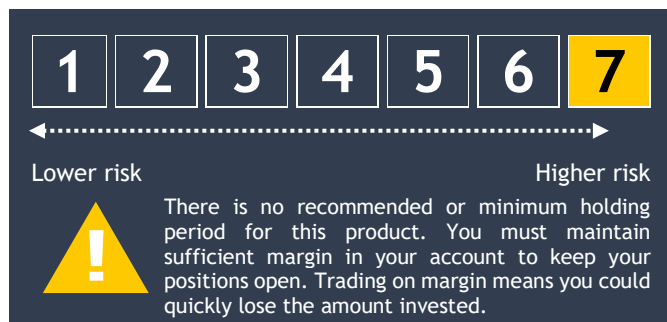 1 2 3 4 5 6 7
Lower risk Higher risk
!
There is no recommended or minimum holding
period for this product. You must maintain
sufficient margin in your account to keep your
positions open. Trading on margin means you could
quickly lose the amount invested.